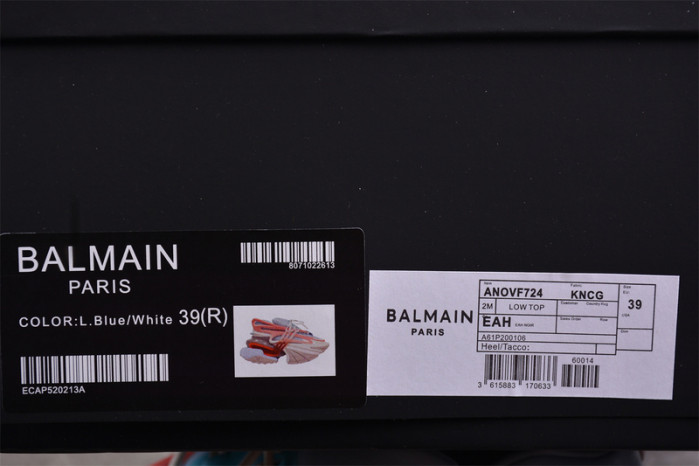 BALMAIN
PARIS
8071022613
COLOR:L.Blue/White 39(R)
ECAP520213A
BALMAIN
PARIS
ANOVF724
KNCG
Size
39
2M
LOW TOP
EAH
A61P200106
Heel/Tacco:
60014
3 615883 170633